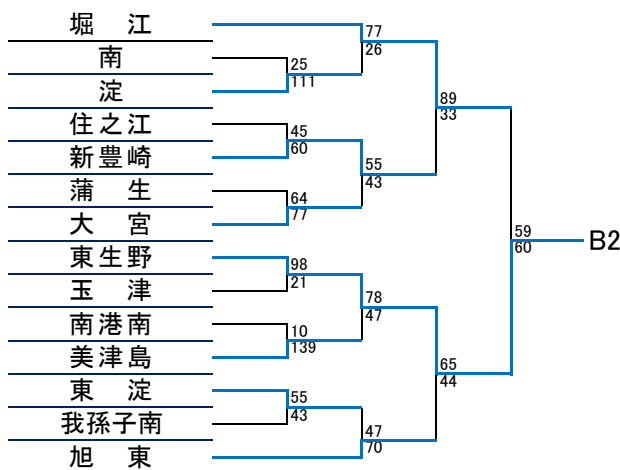 堀　江
南
淀
住之江
新豊崎
蒲　生
大　宮
東生野
玉　津
南港南
美津島
東　淀
我孫子南
旭　東
25
111
45
60
64
77
98
21
10
139
55
43
77
26
55
43
78
47
47
70
89
33
65
44
59
60
B2